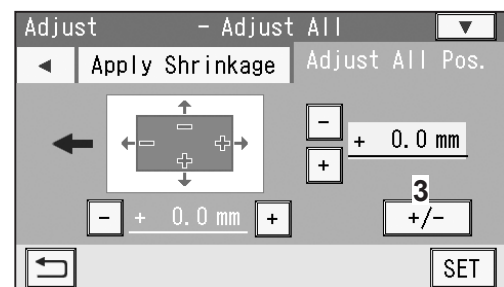 Adjust - Adjust All ▼
◄ Apply Shrinkage Adjust All Pos.
− + 0.0 mm
+
3
− + 0.0 mm + +/−
SET